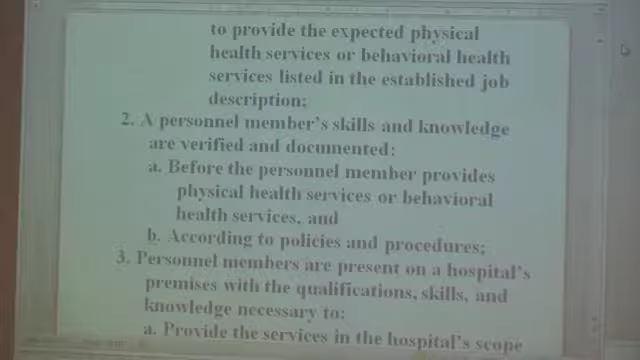 to provide the expected physical
health services or behavioral health
services listed in the established job
description;
2. A personnel member's skills and knowledge
are verified and documented:
a. Before the personnel member provides
physical health services or behavioral
health services, and
b. According to policies and procedures;
3. Personnel members are present on a hospital's
premises with the qualifications, skills, and
knowledge necessary to:
a. Provide the services in the hospital's scope